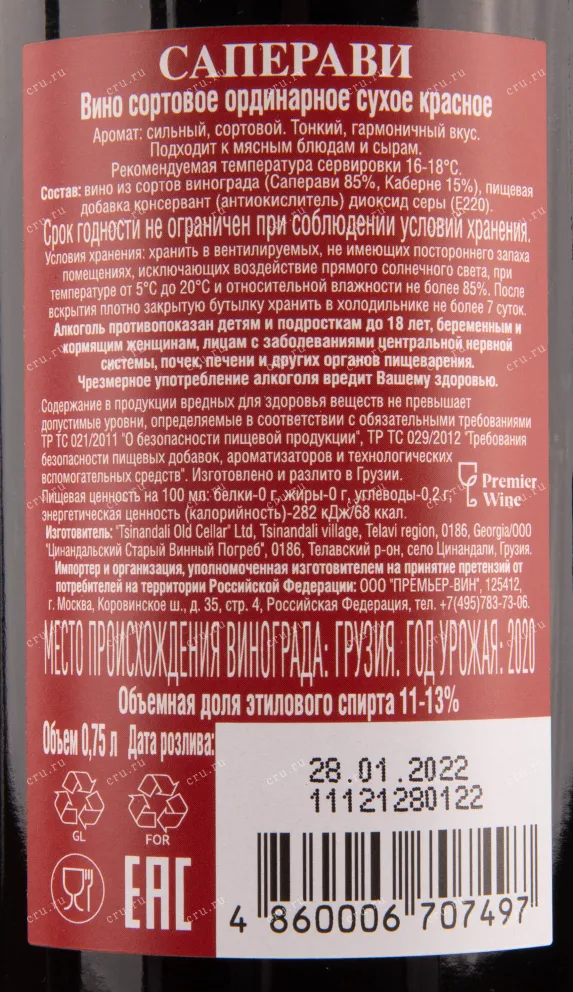 САПЕРАВИ
Вино сортовое ординарное сухое красное
Аромат: сильный, сортовой. Тонкий, гармоничный вкус.
Подходит к мясным блюдам и сырам.
Рекомендуемая температура сервировки 16-18°C.
Состав: вино из сортов винограда (Саперави 85%, Каберне 15%), пищевая
добавка консервант (антиокислитель) диоксид серы (E220).
Срок годности не ограничен при соблюдении условий хранения.
Условия хранения: хранить в вентилируемых, не имеющих постороннего запаха
помещениях, исключающих воздействие прямого солнечного света, при
температуре от 5°C до 20°C и относительной влажности не более 85%. После
вскрытия плотно закрытую бутылку хранить в холодильнике не более 7 суток.
Алкоголь противопоказан детям и подросткам до 18 лет, беременным и
кормящим женщинам, лицам с заболеваниями центральной нервной
системы, почек, печени и других органов пищеварения.
Чрезмерное употребление алкоголя вредит Вашему здоровью.
Содержание в продукции вредных для здоровья веществ не превышает
допустимые уровни, определяемые в соответствии с обязательными требованиями
ТР ТС 021/2011 "О безопасности пищевой продукции", ТР ТС 029/2012 "Требования
безопасности пищевых добавок, ароматизаторов и технологических
вспомогательных средств". Изготовлено и разлито в Грузии.
Пищевая ценность на 100 мл: белки-0 г, жиры-0 г, углеводы-0,2 г;
энергетическая ценность (калорийность)-282 кДж/68 ккал.
Premier
Wine
Изготовитель: "Tsinandali Old Cellar" Ltd, Tsinandali village, Telavi region, 0186, Georgia/ООО
"Цинандальский Старый Винный Погреб", 0186, Телавский р-он, село Цинандали, Грузия.
Импортер и организация, уполномоченная изготовителем на принятие претензий от
потребителей на территории Российской Федерации: ООО "ПРЕМЬЕР-ВИН", 125412,
г. Москва, Коровинское ш., д. 35, стр. 4, Российская Федерация, тел. +7(495)783-73-06.
МЕСТО ПРОИСХОЖДЕНИЯ ВИНОГРАДА: ГРУЗИЯ. ГОД УРОЖАЯ: 2020
Объемная доля этилового спирта 11-13%
Объем 0,75 л Дата розлива:
28.01.2022
11121280122
GL
FOR
EAC
4 860006 707497
cru.ru